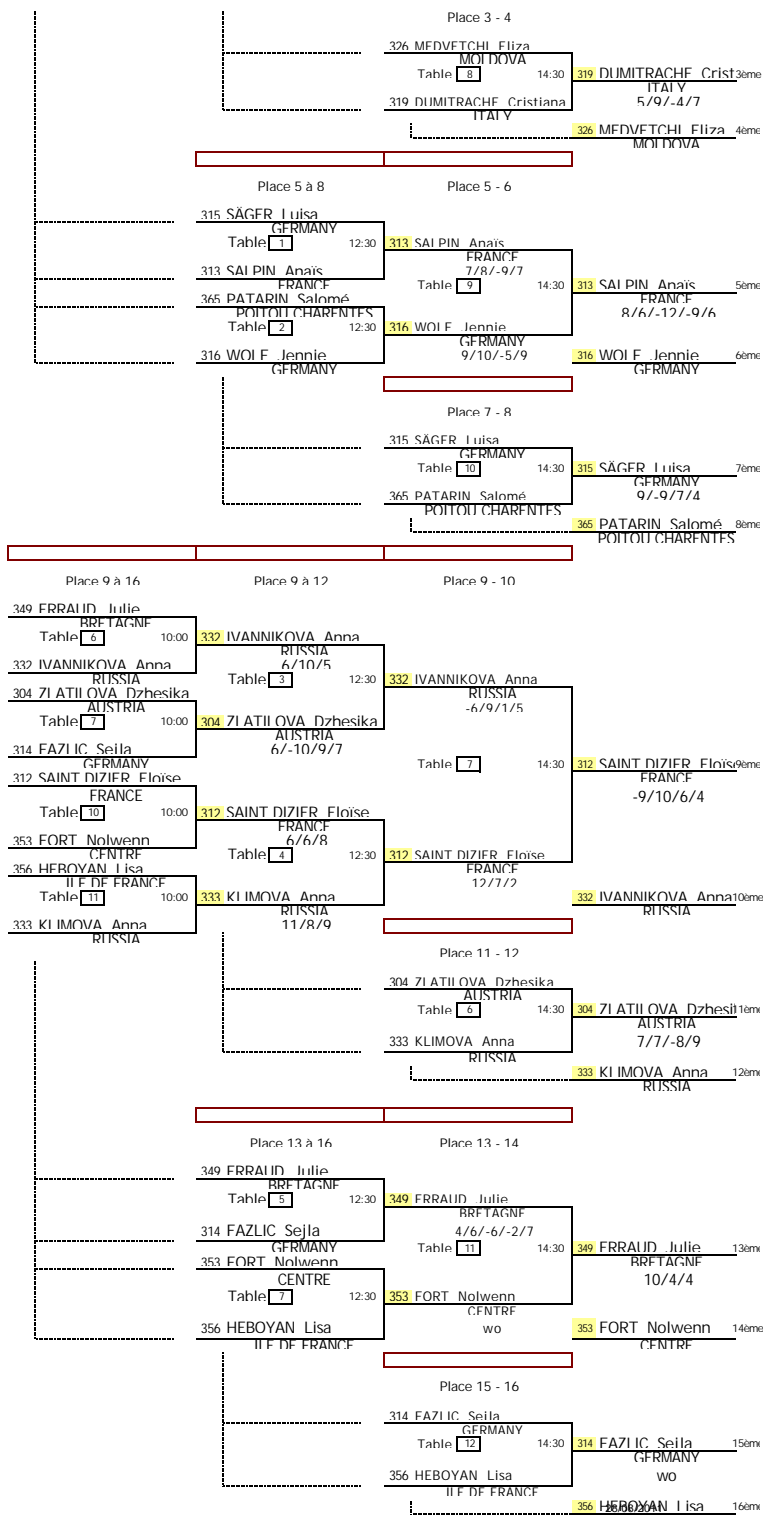 Place 3 - 4
326 MEDVETCHI Eliza
MOLDOVA
Table 8 14:30 319 DUMITRACHE Crist 3ème
ITALY
319 DUMITRACHE Cristiana 5/9/-4/7
ITALY
326 MEDVETCHI Eliza 4ème
MOLDOVA
Place 5 à 8 Place 5 - 6
315 SÄGER Luisa
GERMANY
Table 1 12:30 313 SALPIN Anaïs
FRANCE
7/8/-9/7
313 SALPIN Anaïs Table 9 14:30 313 SALPIN Anaïs 5ème
FRANCE FRANCE
365 PATARIN Salomé 8/6/-12/-9/6
POITOU CHARENTES
Table 2 12:30 316 WOLF Jennie
GERMANY
9/10/-5/9
316 WOLF Jennie 316 WOLF Jennie 6ème
GERMANY GERMANY
Place 7 - 8
315 SÄGER Luisa
GERMANY
Table 10 14:30 315 SÄGER Luisa 7ème
GERMANY
9/-9/7/4
365 PATARIN Salomé
POITOU CHARENTES
365 PATARIN Salomé 8ème
POITOU CHARENTES
Place 9 à 16 Place 9 à 12 Place 9 - 10
349 ERRAUD Julie
BRETAGNE
Table 6 10:00 332 IVANNIKOVA Anna
RUSSIA
6/10/5
332 IVANNIKOVA Anna
RUSSIA
Table 3 12:30 332 IVANNIKOVA Anna
RUSSIA
-6/9/1/5
304 ZLATILOVA Dzhesika
AUSTRIA
Table 7 10:00 304 ZLATILOVA Dzhesika
AUSTRIA
6/-10/9/7
314 FAZLIC Sejla
GERMANY
Table 7 14:30 312 SAINT DIZIER Eloïse 9ème
FRANCE
-9/10/6/4
312 SAINT DIZIER Eloïse
FRANCE
Table 10 10:00 312 SAINT DIZIER Eloïse
FRANCE
6/6/8
353 FORT Nolwenn
CENTRE
Table 4 12:30 312 SAINT DIZIER Eloïse
FRANCE
12/7/2
356 HEBOYAN Lisa
ILE DE FRANCE
Table 11 10:00 333 KLIMOVA Anna
RUSSIA
11/8/9
332 IVANNIKOVA Anna 10ème
RUSSIA
333 KLIMOVA Anna
RUSSIA
Place 11 - 12
304 ZLATILOVA Dzhesika
AUSTRIA
Table 6 14:30 304 ZLATILOVA Dzhesi 11ème
AUSTRIA
7/7/-8/9
333 KLIMOVA Anna
RUSSIA
333 KLIMOVA Anna 12ème
RUSSIA
Place 13 à 16 Place 13 - 14
349 ERRAUD Julie
BRETAGNE
Table 5 12:30 349 ERRAUD Julie
BRETAGNE
4/6/-6/-2/7
314 FAZLIC Sejla
GERMANY
Table 11 14:30 349 ERRAUD Julie 13ème
BRETAGNE
10/4/4
353 FORT Nolwenn
CENTRE
Table 7 12:30 353 FORT Nolwenn
CENTRE
wo
356 HEBOYAN Lisa
ILE DE FRANCE
353 FORT Nolwenn 14ème
CENTRE
Place 15 - 16
314 FAZLIC Sejla
GERMANY
Table 12 14:30 314 FAZLIC Sejla 15ème
GERMANY
wo
356 HEBOYAN Lisa
ILE DE FRANCE
356 HEBOYAN Lisa 16ème